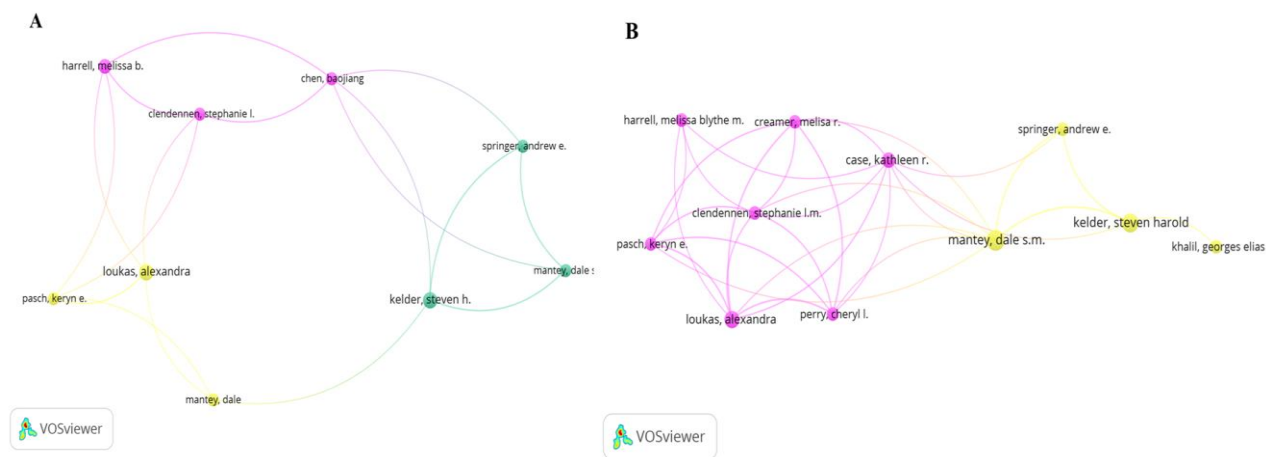 A
harrell, melissa b.
chen, baojiang
clendennen, stephanie l.
springer, andrew e.
loukas, alexandra
mantey, dale s
pasch, keryn e.
kelder, steven h.
mantey, dale
VOSviewer
B
harrell, melissa blythe m.
creamer, melisa r.
springer, andrew e.
case, kathleen r.
clendennen, stephanie l.m.
kelder, steven harold
pasch, keryn e.
mantey, dale s.m.
khalil, georges elias
loukas, alexandra
perry, cheryl l.
VOSviewer